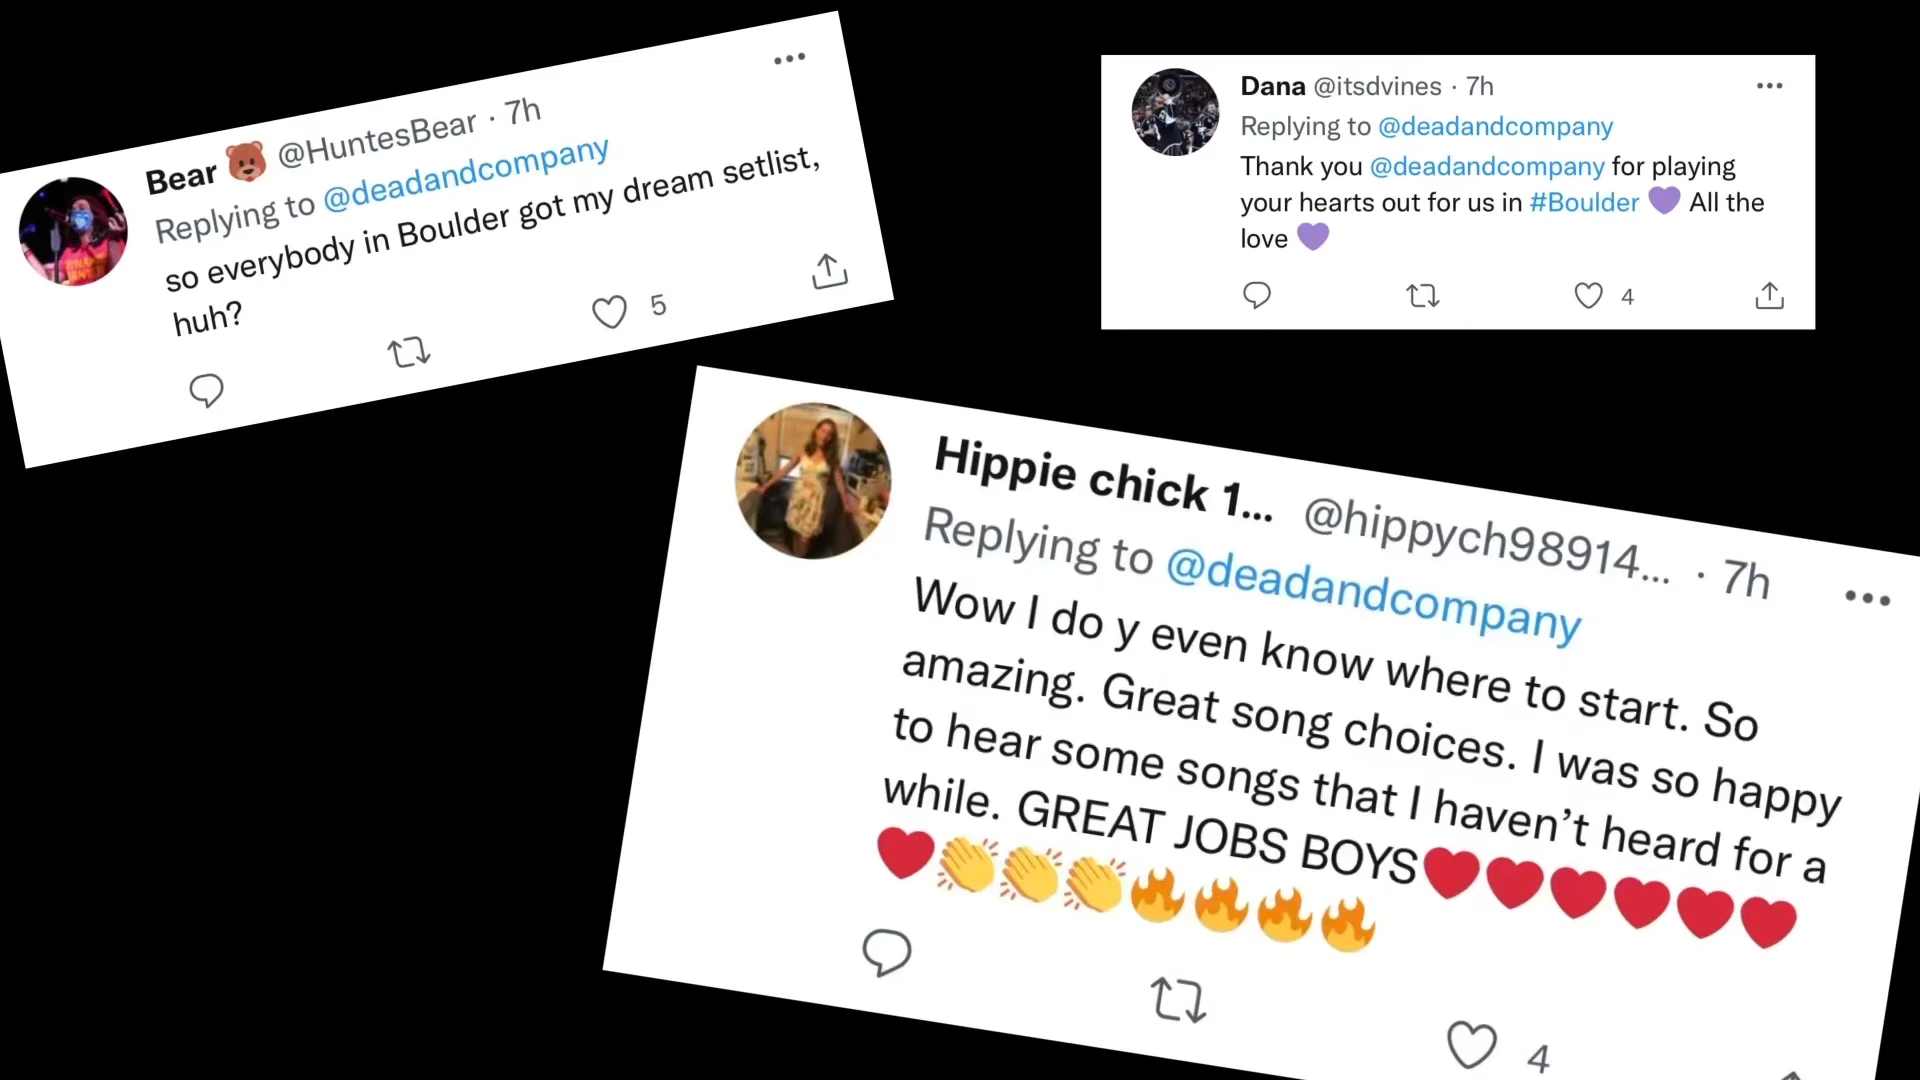 Bear 🐻 @HuntesBear · 7h
Replying to @deadandcompany
so everybody in Boulder got my dream setlist,
huh?
5
Dana @itsdvines · 7h
Replying to @deadandcompany
Thank you @deadandcompany for playing
your hearts out for us in #Boulder 💜 All the
love 💜
4
Hippie chick 1... @hippych98914... · 7h
Replying to @deadandcompany
Wow I do y even know where to start. So
amazing. Great song choices. I was so happy
to hear some songs that I haven’t heard for a
while. GREAT JOBS BOYS❤️❤️❤️❤️❤️❤️
❤️👏👏👏🔥🔥🔥🔥
4